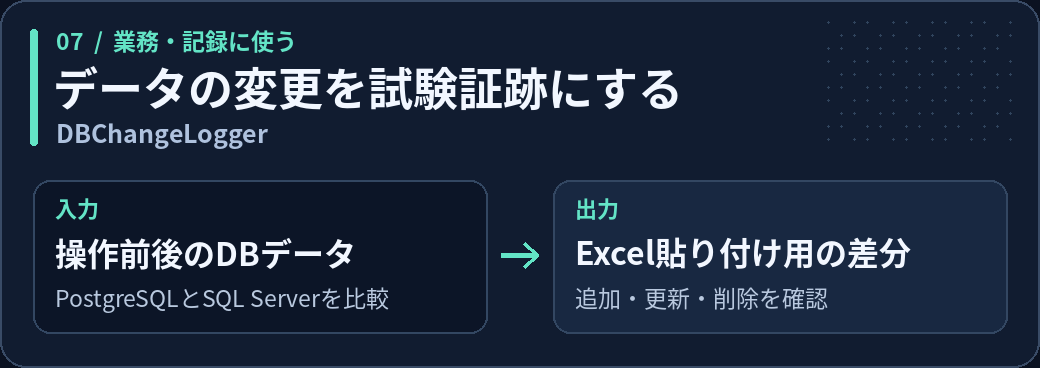 07 / 業務・記録に使う
データの変更を試験証跡にする
DBChangeLogger
入力
操作前後のDBデータ
PostgreSQLとSQL Serverを比較
出力
Excel貼り付け用の差分
追加・更新・削除を確認